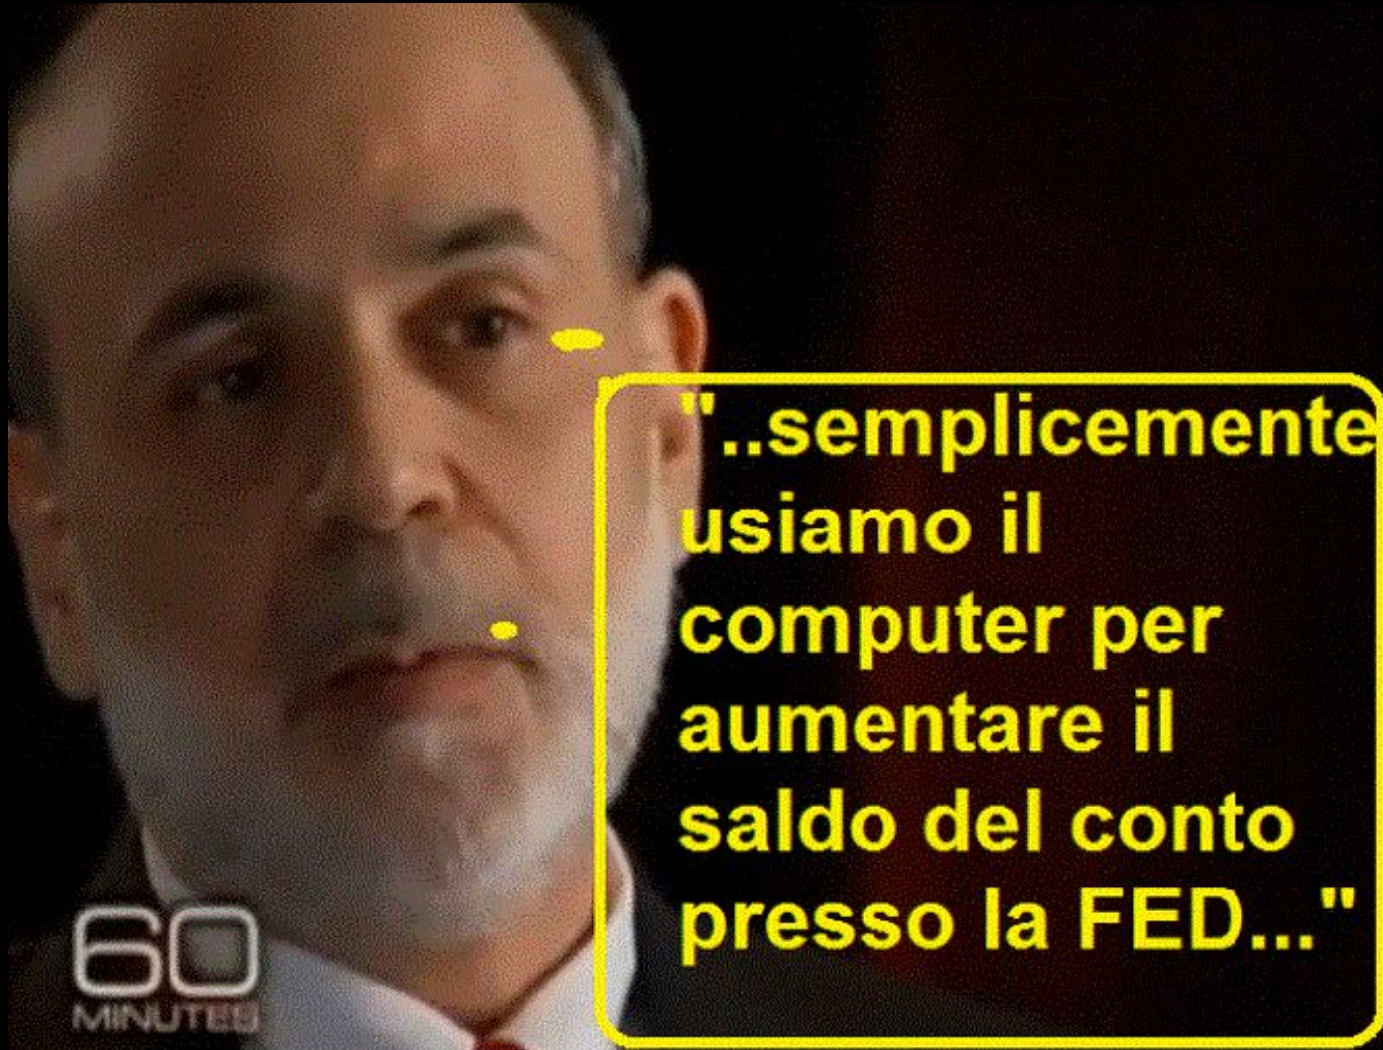 "..semplicemente
usiamo il
computer per
aumentare il
saldo del conto
presso la FED..."
60
MINUTES